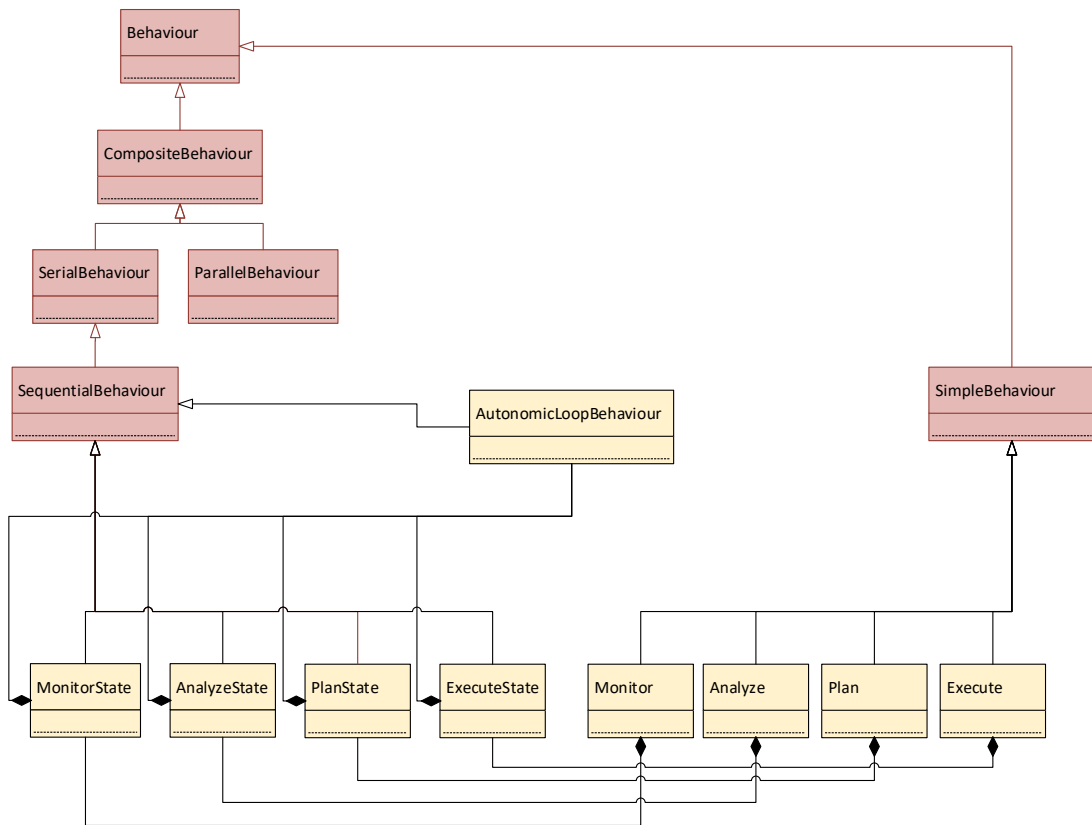 Behaviour
CompositeBehaviour
SerialBehaviour
ParallelBehaviour
SequentialBehaviour
AutonomicLoopBehaviour
SimpleBehaviour
MonitorState
AnalyzeState
PlanState
ExecuteState
Monitor
Analyze
Plan
Execute